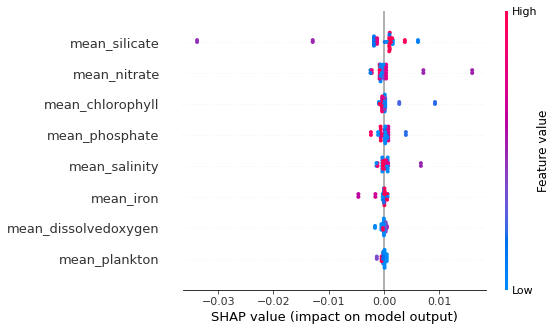 High
mean_silicate
mean_nitrate
mean_chlorophyll
mean_phosphate
mean_salinity
mean_iron
mean_dissolvedoxygen
mean_plankton
Feature value
Low
−0.03 −0.02 −0.01 0.00 0.01
SHAP value (impact on model output)